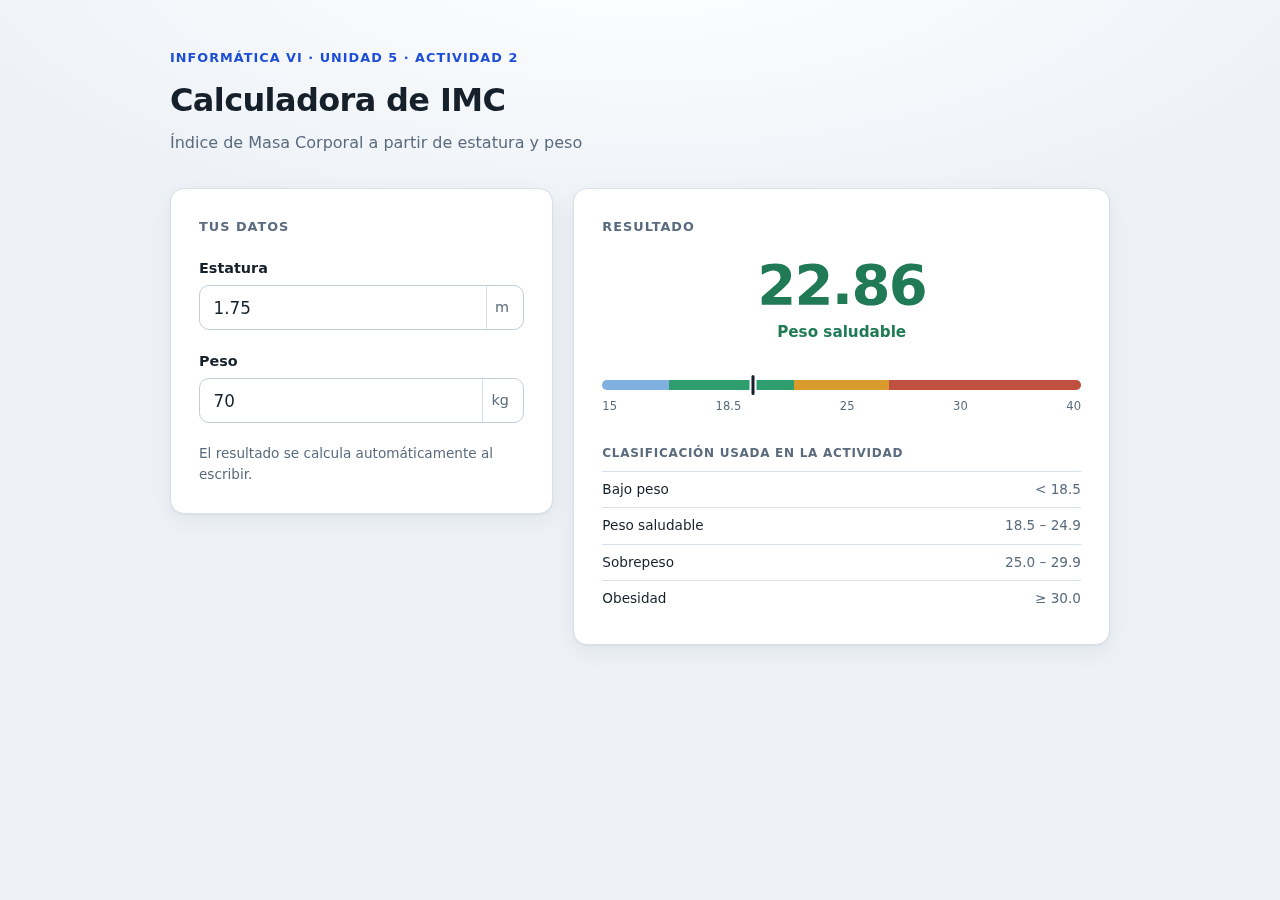 INFORMÁTICA VI · UNIDAD 5 · ACTIVIDAD 2
Calculadora de IMC
Índice de Masa Corporal a partir de estatura y peso
TUS DATOS
Estatura
1.75 m
Peso
70 kg
El resultado se calcula automáticamente al
escribir.
RESULTADO
22.86
Peso saludable
15 18.5 25 30 40
CLASIFICACIÓN USADA EN LA ACTIVIDAD
Bajo peso < 18.5
Peso saludable 18.5 – 24.9
Sobrepeso 25.0 – 29.9
Obesidad ≥ 30.0